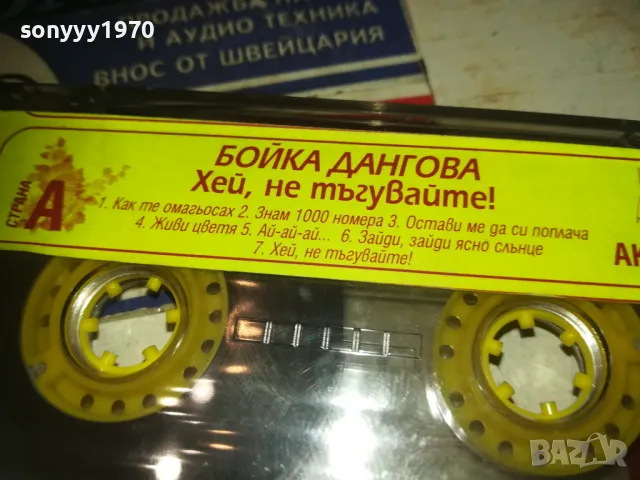 sonyyy1970
ПРОДАЖБА НА
И АУДИО ТЕХНИКА
ВНОС ОТ ШВЕЙЦАРИЯ
СТРАНА
А
БОЙКА ДАНГОВА
Хей, не тъгувайте!
1. Как те омагьосах 2. Знам 1000 номера 3. Остави ме да си поплача
4. Живи цветя 5. Ай-ай-ай... 6. Зайди, зайди ясно слънце
7. Хей, не тъгувайте!
АК
BAZAR
bg